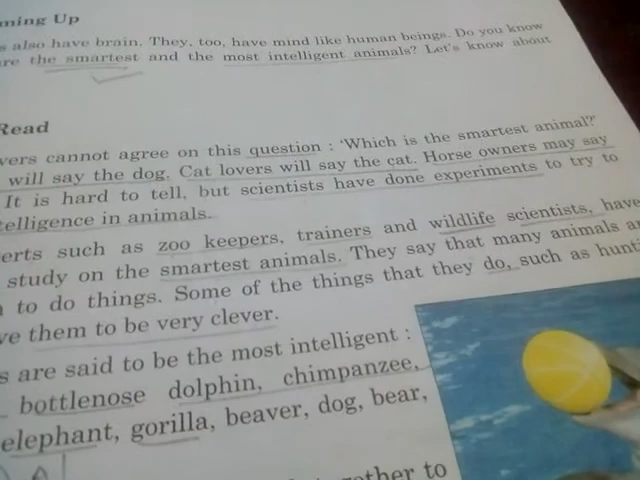 ming Up
s also have brain. They, too, have mind like human beings. Do you know
re the smartest and the most intelligent animals? Let's know about
Read
vers cannot agree on this question : 'Which is the smartest animal?'
will say the dog. Cat lovers will say the cat. Horse owners may say
It is hard to tell, but scientists have done experiments to try to
telligence in animals.
erts such as zoo keepers, trainers and wildlife scientists, have
study on the smartest animals. They say that many animals a
n to do things. Some of the things that they do, such as hunti
ve them to be very clever.
s are said to be the most intelligent :
bottlenose dolphin, chimpanzee,
elephant, gorilla, beaver, dog, bear,
gether to